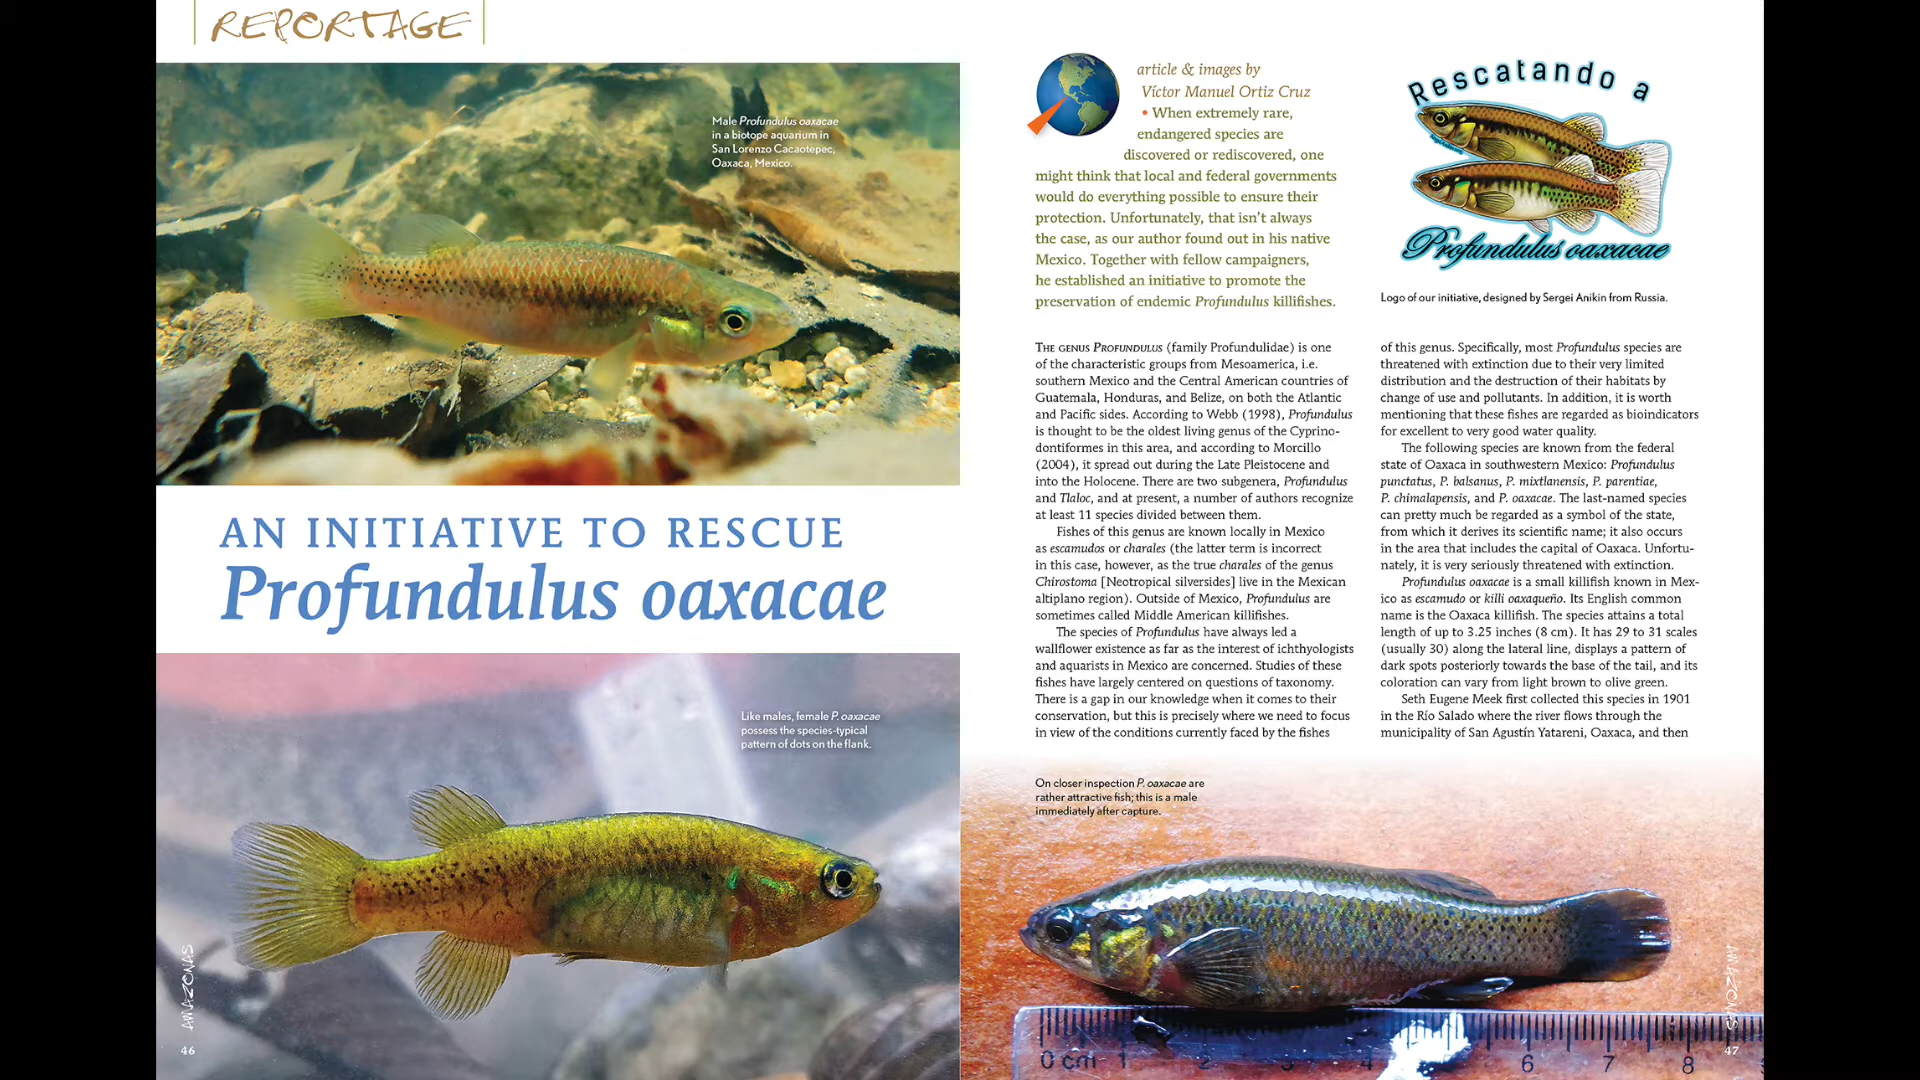 REPORTAGE
Male Profundulus oaxacae
in a biotope aquarium in
San Lorenzo Cacaotepec,
Oaxaca, Mexico.
AN INITIATIVE TO RESCUE
Profundulus oaxacae
Like males, female P. oaxacae
possess the species-typical
pattern of dots on the flank.
AMAZONAS
46
article & images by
Víctor Manuel Ortiz Cruz
• When extremely rare,
endangered species are
discovered or rediscovered, one
might think that local and federal governments
would do everything possible to ensure their
protection. Unfortunately, that isn’t always
the case, as our author found out in his native
Mexico. Together with fellow campaigners,
he established an initiative to promote the
preservation of endemic Profundulus killifishes.
The genus Profundulus (family Profundulidae) is one
of the characteristic groups from Mesoamerica, i.e.
southern Mexico and the Central American countries of
Guatemala, Honduras, and Belize, on both the Atlantic
and Pacific sides. According to Webb (1998), Profundulus
is thought to be the oldest living genus of the Cyprino-
dontiformes in this area, and according to Morcillo
(2004), it spread out during the Late Pleistocene and
into the Holocene. There are two subgenera, Profundulus
and Tlaloc, and at present, a number of authors recognize
at least 11 species divided between them.
Fishes of this genus are known locally in Mexico
as escamudos or charales (the latter term is incorrect
in this case, however, as the true charales of the genus
Chirostoma [Neotropical silversides] live in the Mexican
altiplano region). Outside of Mexico, Profundulus are
sometimes called Middle American killifishes.
The species of Profundulus have always led a
wallflower existence as far as the interest of ichthyologists
and aquarists in Mexico are concerned. Studies of these
fishes have largely centered on questions of taxonomy.
There is a gap in our knowledge when it comes to their
conservation, but this is precisely where we need to focus
in view of the conditions currently faced by the fishes
Rescatando a
Profundulus oaxacae
Logo of our initiative, designed by Sergei Anikin from Russia.
of this genus. Specifically, most Profundulus species are
threatened with extinction due to their very limited
distribution and the destruction of their habitats by
change of use and pollutants. In addition, it is worth
mentioning that these fishes are regarded as bioindicators
for excellent to very good water quality.
The following species are known from the federal
state of Oaxaca in southwestern Mexico: Profundulus
punctatus, P. balsanus, P. mixtlanensis, P. parentiae,
P. chimalapensis, and P. oaxacae. The last-named species
can pretty much be regarded as a symbol of the state,
from which it derives its scientific name; it also occurs
in the area that includes the capital of Oaxaca. Unfortu-
nately, it is very seriously threatened with extinction.
Profundulus oaxacae is a small killifish known in Mex-
ico as escamudo or killi oaxaqueño. Its English common
name is the Oaxaca killifish. The species attains a total
length of up to 3.25 inches (8 cm). It has 29 to 31 scales
(usually 30) along the lateral line, displays a pattern of
dark spots posteriorly towards the base of the tail, and its
coloration can vary from light brown to olive green.
Seth Eugene Meek first collected this species in 1901
in the Río Salado where the river flows through the
municipality of San Agustín Yatareni, Oaxaca, and then
On closer inspection P. oaxacae are
rather attractive fish; this is a male
immediately after capture.
0 cm 1 2 3 4 6 7 8
AMAZONAS
47